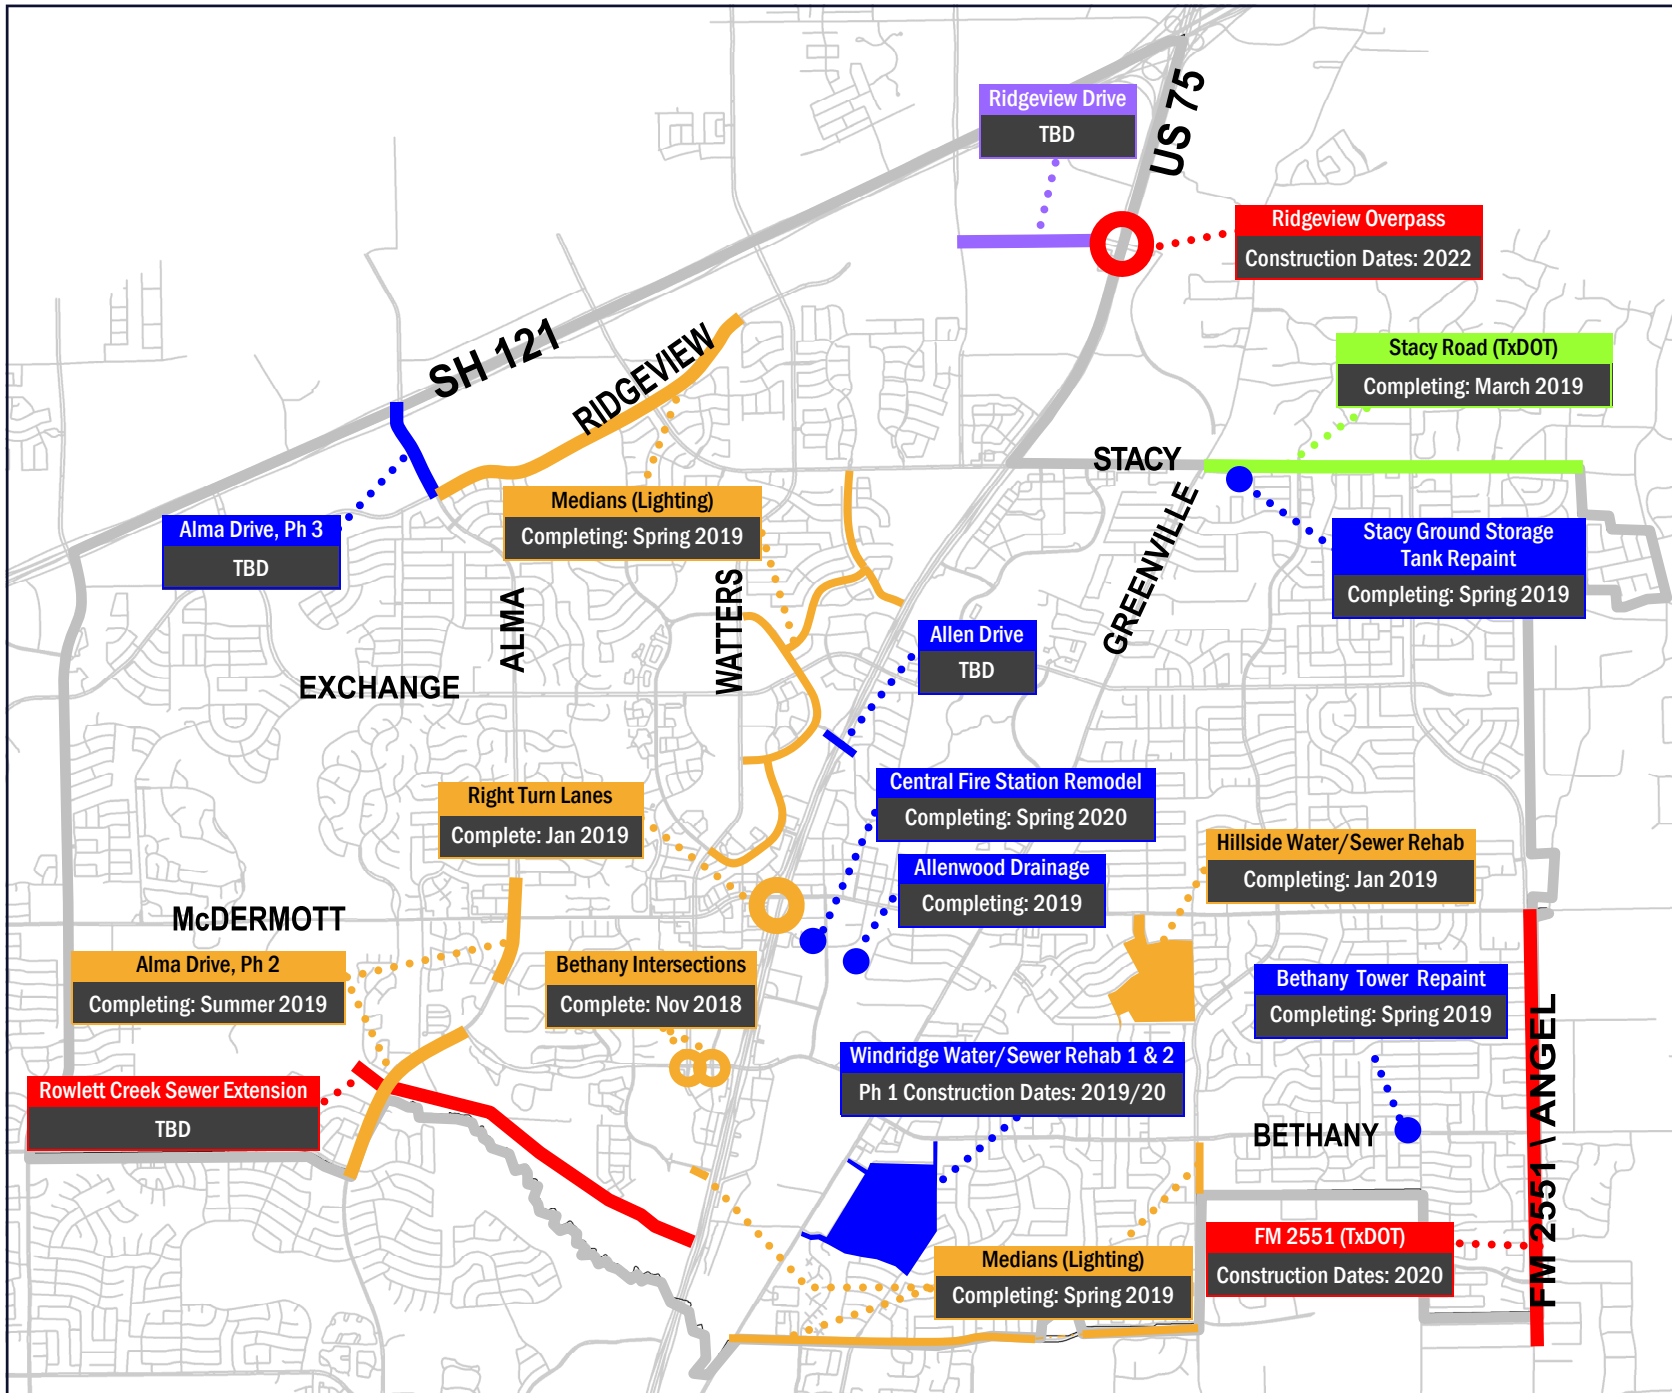 Ridgeview Drive
TBD
US 75
Ridgeview Overpass
Construction Dates: 2022
SH 121
RIDGEVIEW
Stacy Road (TxDOT)
Completing: March 2019
STACY
GREENVILLE
Medians (Lighting)
Completing: Spring 2019
Alma Drive, Ph 3
TBD
Stacy Ground Storage
Tank Repaint
Completing: Spring 2019
ALMA
WATTERS
Allen Drive
TBD
EXCHANGE
Right Turn Lanes
Complete: Jan 2019
Central Fire Station Remodel
Completing: Spring 2020
Hillside Water/Sewer Rehab
Completing: Jan 2019
Allenwood Drainage
Completing: 2019
McDERMOTT
Alma Drive, Ph 2
Completing: Summer 2019
Bethany Intersections
Complete: Nov 2018
Bethany Tower Repaint
Completing: Spring 2019
Windridge Water/Sewer Rehab 1 & 2
Ph 1 Construction Dates: 2019/20
Rowlett Creek Sewer Extension
TBD
BETHANY
FM 2551 \ ANGEL
FM 2551 (TxDOT)
Construction Dates: 2020
Medians (Lighting)
Completing: Spring 2019